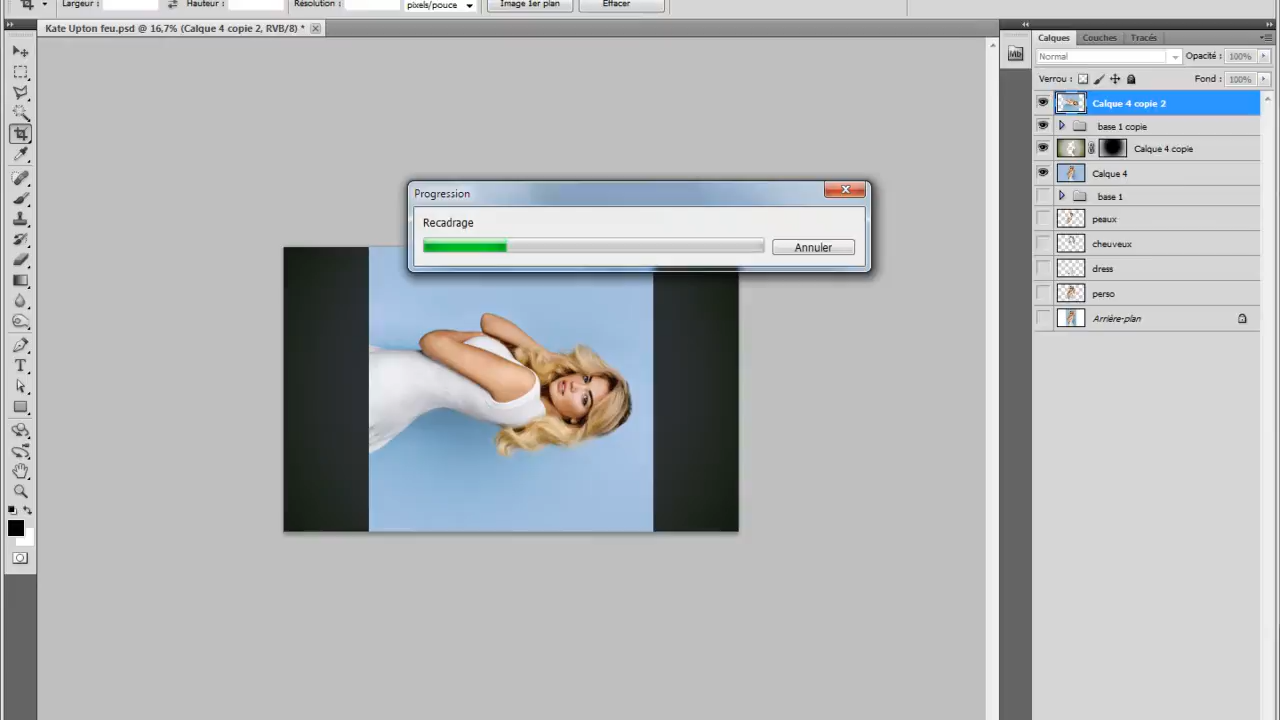 Largeur : Hauteur : Résolution : pixels/pouce Image 1er plan Effacer
Kate Upton feu.psd @ 16,7% (Calque 4 copie 2, RVB/8) *
Calques Couches Tracés
Normal Opacité : 100%
Verrou : Fond : 100%
Mb
Calque 4 copie 2
base 1 copie
Calque 4 copie
Calque 4
base 1
peaux
cheuveux
dress
perso
Arrière-plan
Progression
Recadrage
Annuler